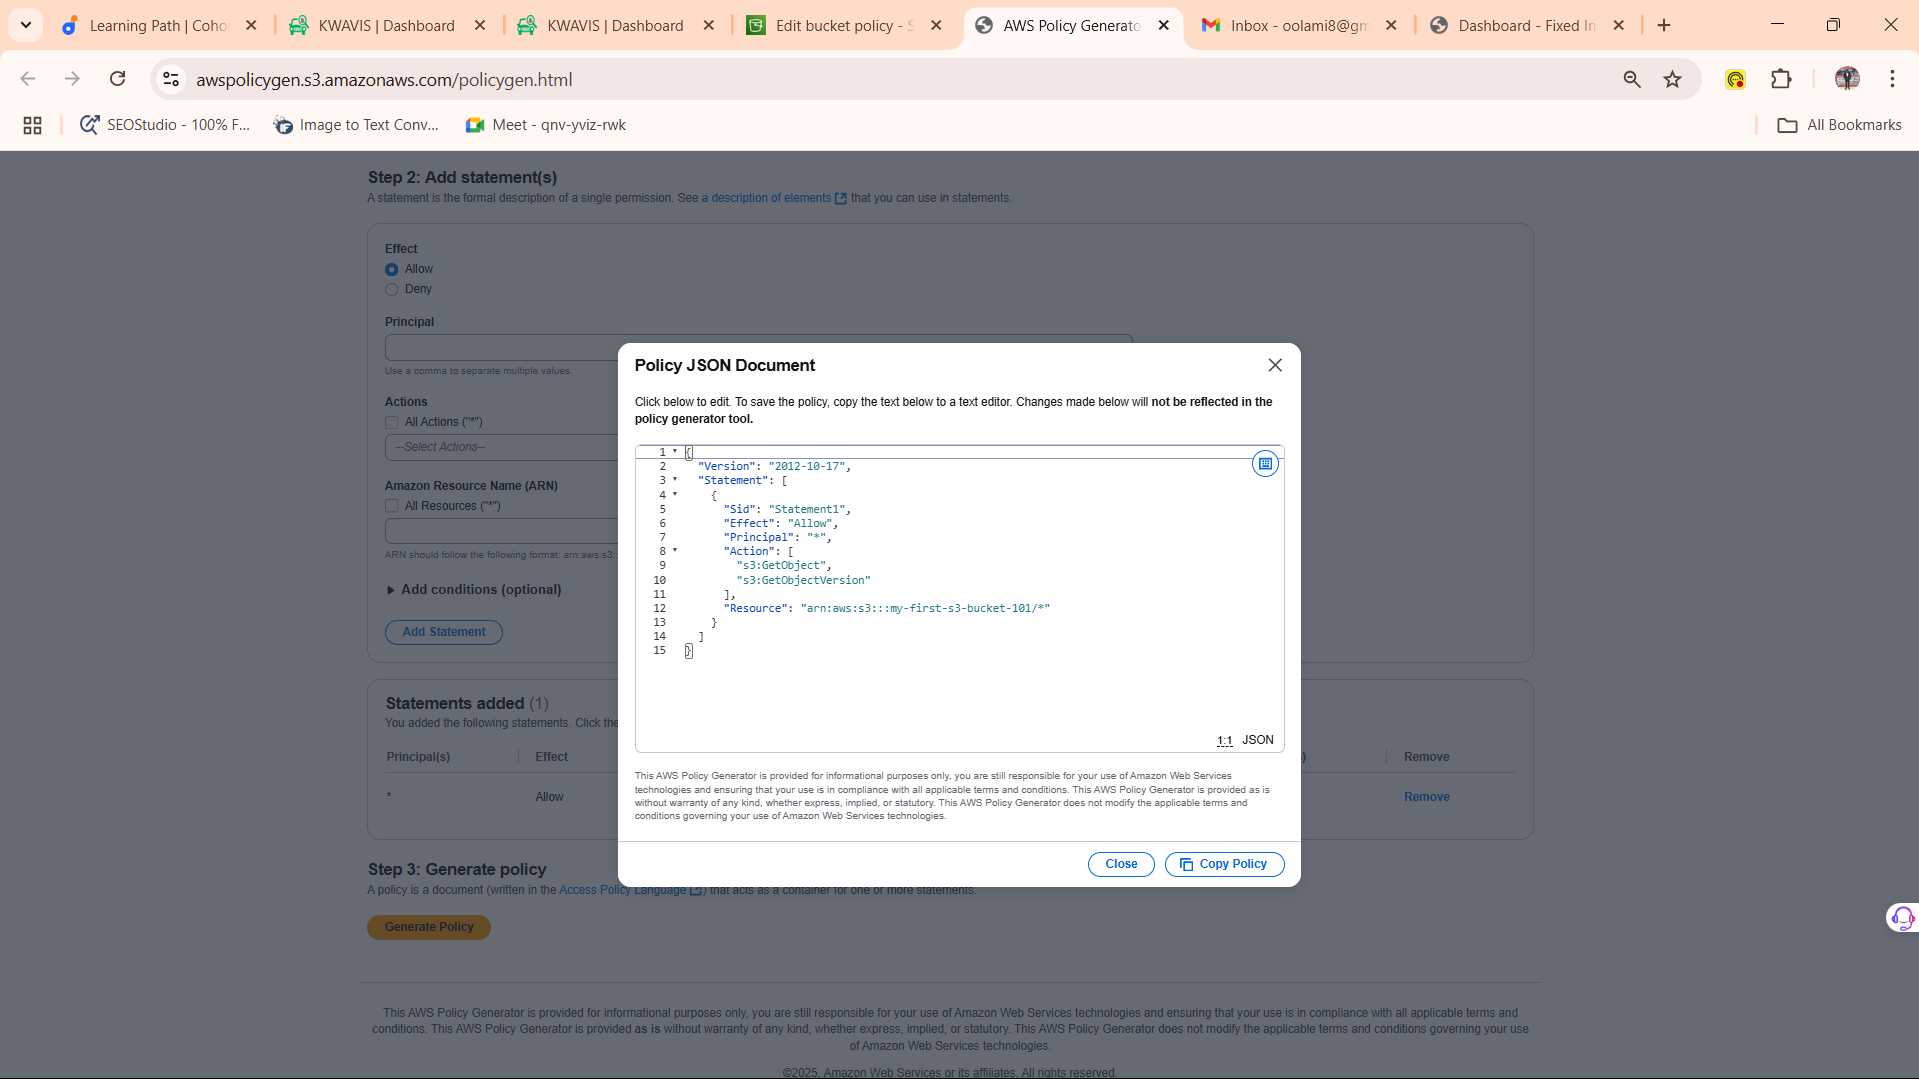 Learning Path | Coho
KWAVIS | Dashboard
KWAVIS | Dashboard
Edit bucket policy - S
AWS Policy Generato
Inbox - oolami8@gm
Dashboard - Fixed In
awspolicygen.s3.amazonaws.com/policygen.html
SEOStudio - 100% F...
Image to Text Conv...
Meet - qnv-yviz-rwk
All Bookmarks
Step 2: Add statement(s)
A statement is the formal description of a single permission. See a description of elements that you can use in statements.
Effect
Allow
Deny
Principal
Use a comma to separate multiple values.
Actions
All Actions ("*")
--Select Actions--
Amazon Resource Name (ARN)
All Resources ("*")
ARN should follow the following format: arn:aws:s3:
Add conditions (optional)
Add Statement
Policy JSON Document
Click below to edit. To save the policy, copy the text below to a text editor. Changes made below will not be reflected in the
policy generator tool.
1 {
2 "Version": "2012-10-17",
3 "Statement": [
4 {
5 "Sid": "Statement1",
6 "Effect": "Allow",
7 "Principal": "*",
8 "Action": [
9 "s3:GetObject",
10 "s3:GetObjectVersion"
11 ],
12 "Resource": "arn:aws:s3:::my-first-s3-bucket-101/*"
13 }
14 ]
15 }
1:1 JSON
This AWS Policy Generator is provided for informational purposes only, you are still responsible for your use of Amazon Web Services
technologies and ensuring that your use is in compliance with all applicable terms and conditions. This AWS Policy Generator is provided as is
without warranty of any kind, whether express, implied, or statutory. This AWS Policy Generator does not modify the applicable terms and
conditions governing your use of Amazon Web Services technologies.
Close
Copy Policy
Statements added (1)
You added the following statements. Click the
Principal(s) Effect ) Remove
* Allow Remove
Step 3: Generate policy
A policy is a document (written in the Access Policy Language ) that acts as a container for one or more statements.
Generate Policy
This AWS Policy Generator is provided for informational purposes only, you are still responsible for your use of Amazon Web Services technologies and ensuring that your use is in compliance with all applicable terms and
conditions. This AWS Policy Generator is provided as is without warranty of any kind, whether express, implied, or statutory. This AWS Policy Generator does not modify the applicable terms and conditions governing your use
of Amazon Web Services technologies.
©2025, Amazon Web Services or its affiliates. All rights reserved.